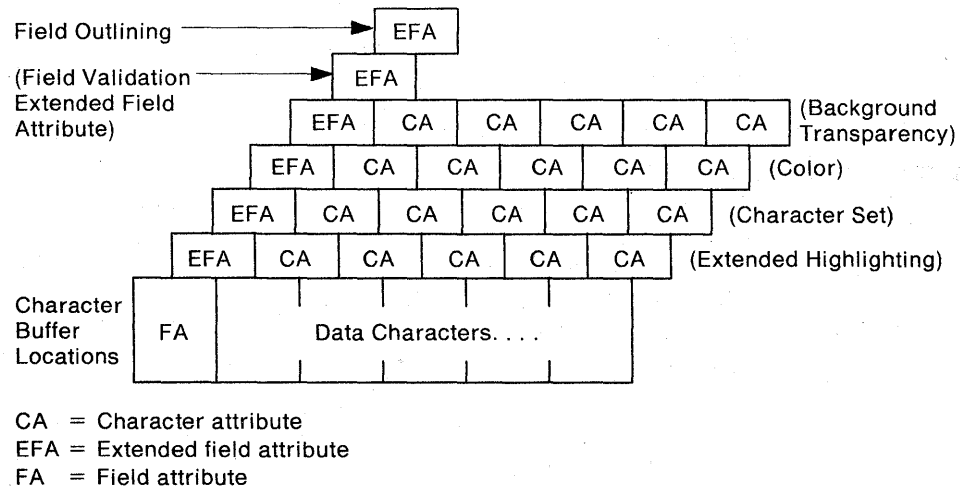 Field Outlining EFA
(Field Validation
Extended Field
Attribute) EFA
EFA CA CA CA CA CA (Background
Transparency)
EFA CA CA CA CA CA (Color)
EFA CA CA CA CA CA (Character Set)
EFA CA CA CA CA CA (Extended Highlighting)
Character
Buffer
Locations
FA Data Characters. . . .
CA = Character attribute
EFA = Extended field attribute
FA = Field attribute